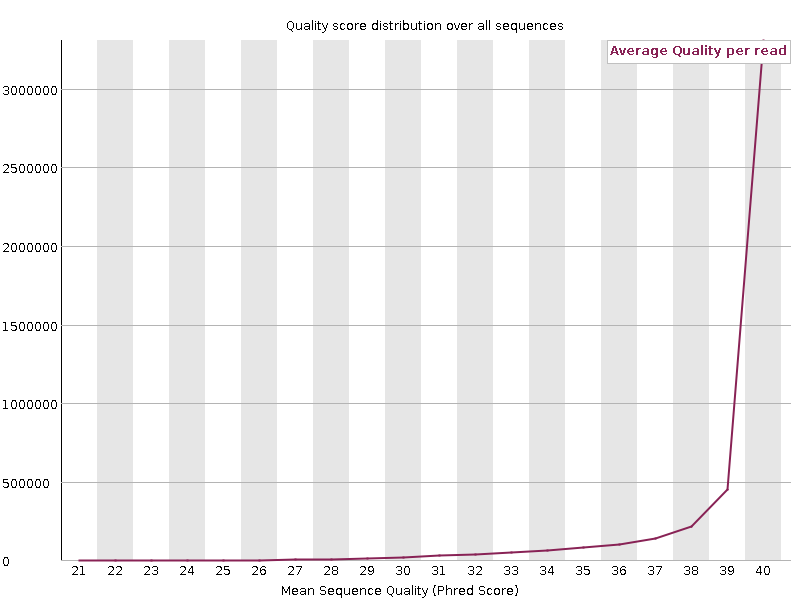 Quality score distribution over all sequences
Average Quality per read
3000000
2500000
2000000
1500000
1000000
500000
0
21 22 23 24 25 26 27 28 29 30 31 32 33 34 35 36 37 38 39 40
Mean Sequence Quality (Phred Score)